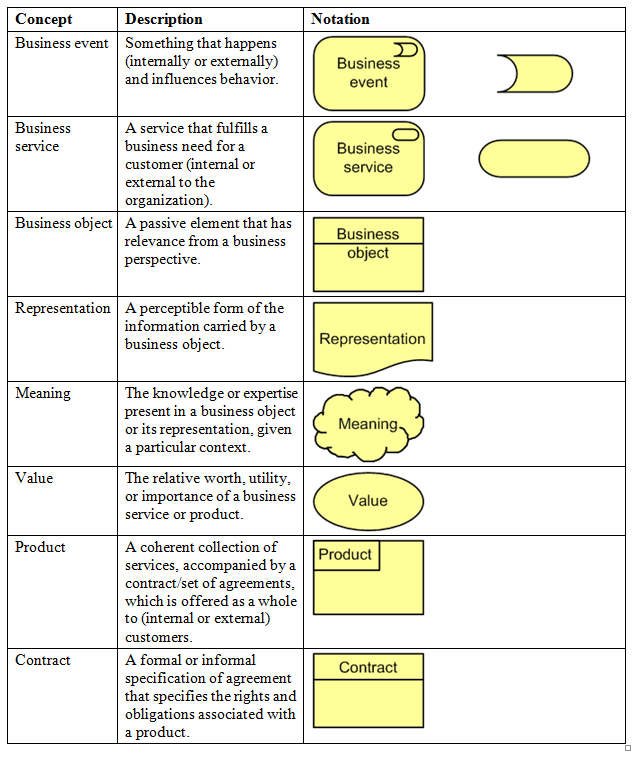 Concept Description Notation
Business event Something that happens
(internally or externally)
and influences behavior.
Business
event
Business
service
A service that fulfills a
business need for a
customer (internal or
external to the
organization).
Business
service
Business object A passive element that has
relevance from a business
perspective.
Business
object
Representation A perceptible form of the
information carried by a
business object.
Representation
Meaning The knowledge or expertise
present in a business object
or its representation, given
a particular context.
Meaning
Value The relative worth, utility,
or importance of a business
service or product.
Value
Product A coherent collection of
services, accompanied by a
contract/set of agreements,
which is offered as a whole
to (internal or external)
customers.
Product
Contract A formal or informal
specification of agreement
that specifies the rights and
obligations associated with
a product.
Contract